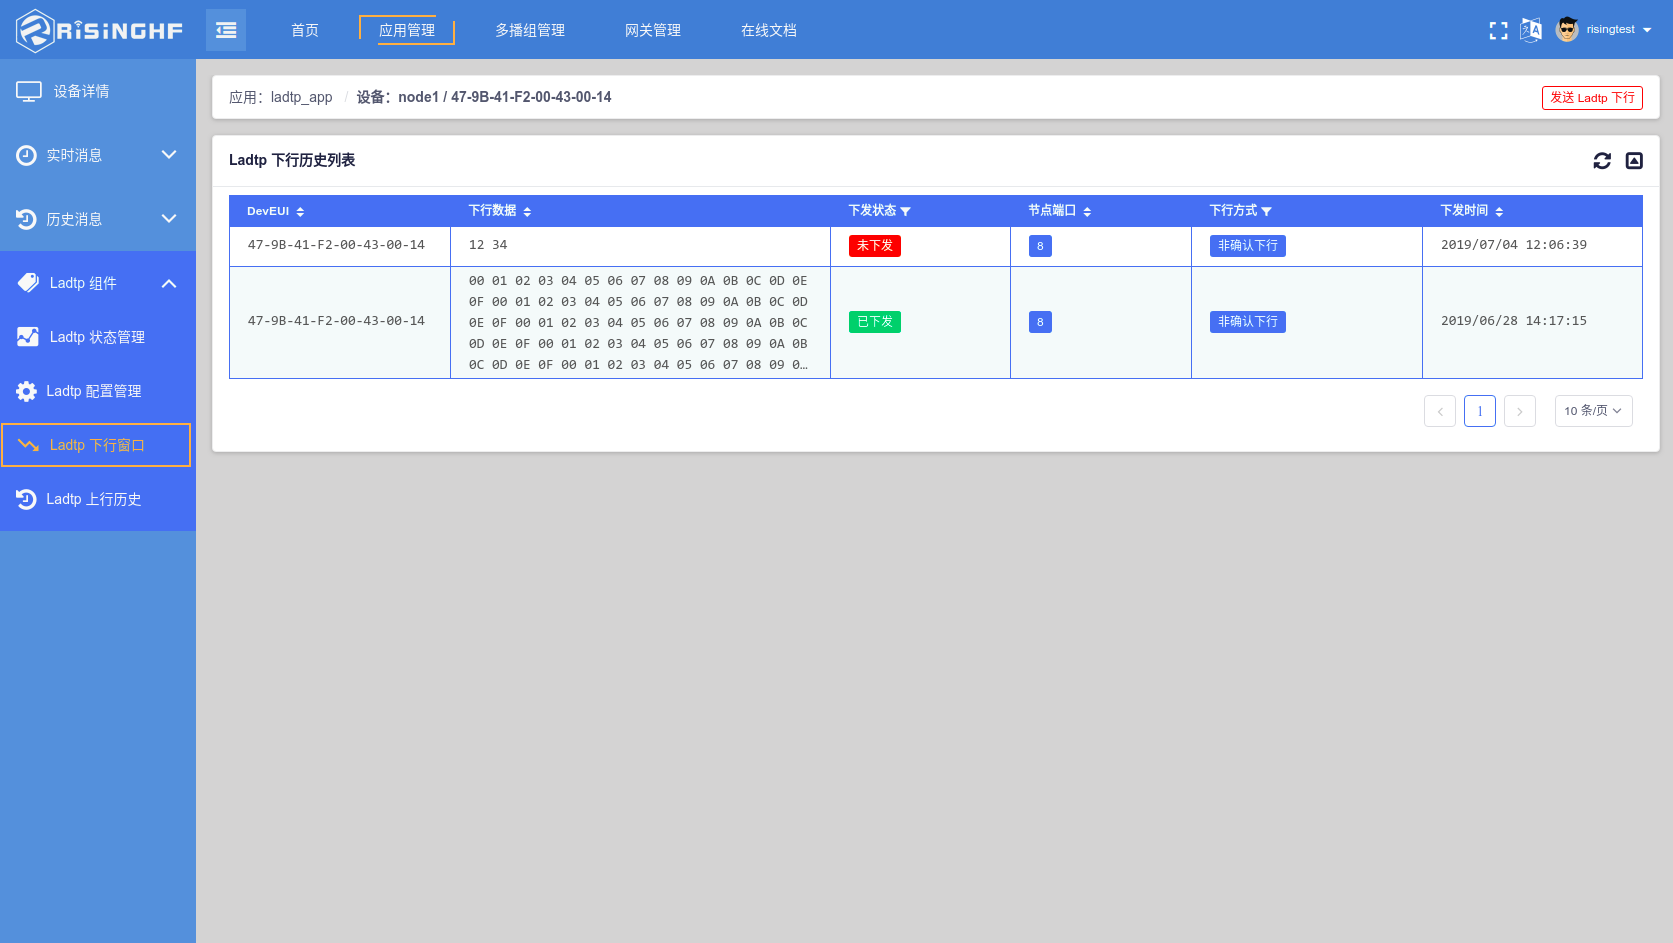 RISINGHF
首页
应用管理
多播组管理
网关管理
在线文档
risingtest
设备详情
实时消息
历史消息
Ladtp 组件
Ladtp 状态管理
Ladtp 配置管理
Ladtp 下行窗口
Ladtp 上行历史
应用：ladtp_app / 设备：node1 / 47-9B-41-F2-00-43-00-14
发送 Ladtp 下行
Ladtp 下行历史列表
DevEUI 下行数据 下发状态 节点端口 下行方式 下发时间
47-9B-41-F2-00-43-00-14 12 34 未下发 8 非确认下行 2019/07/04 12:06:39
00 01 02 03 04 05 06 07 08 09 0A 0B 0C 0D 0E
0F 00 01 02 03 04 05 06 07 08 09 0A 0B 0C 0D
47-9B-41-F2-00-43-00-14 0E 0F 00 01 02 03 04 05 06 07 08 09 0A 0B 0C 已下发 8 非确认下行 2019/06/28 14:17:15
0D 0E 0F 00 01 02 03 04 05 06 07 08 09 0A 0B
0C 0D 0E 0F 00 01 02 03 04 05 06 07 08 09 0…
1
10 条/页